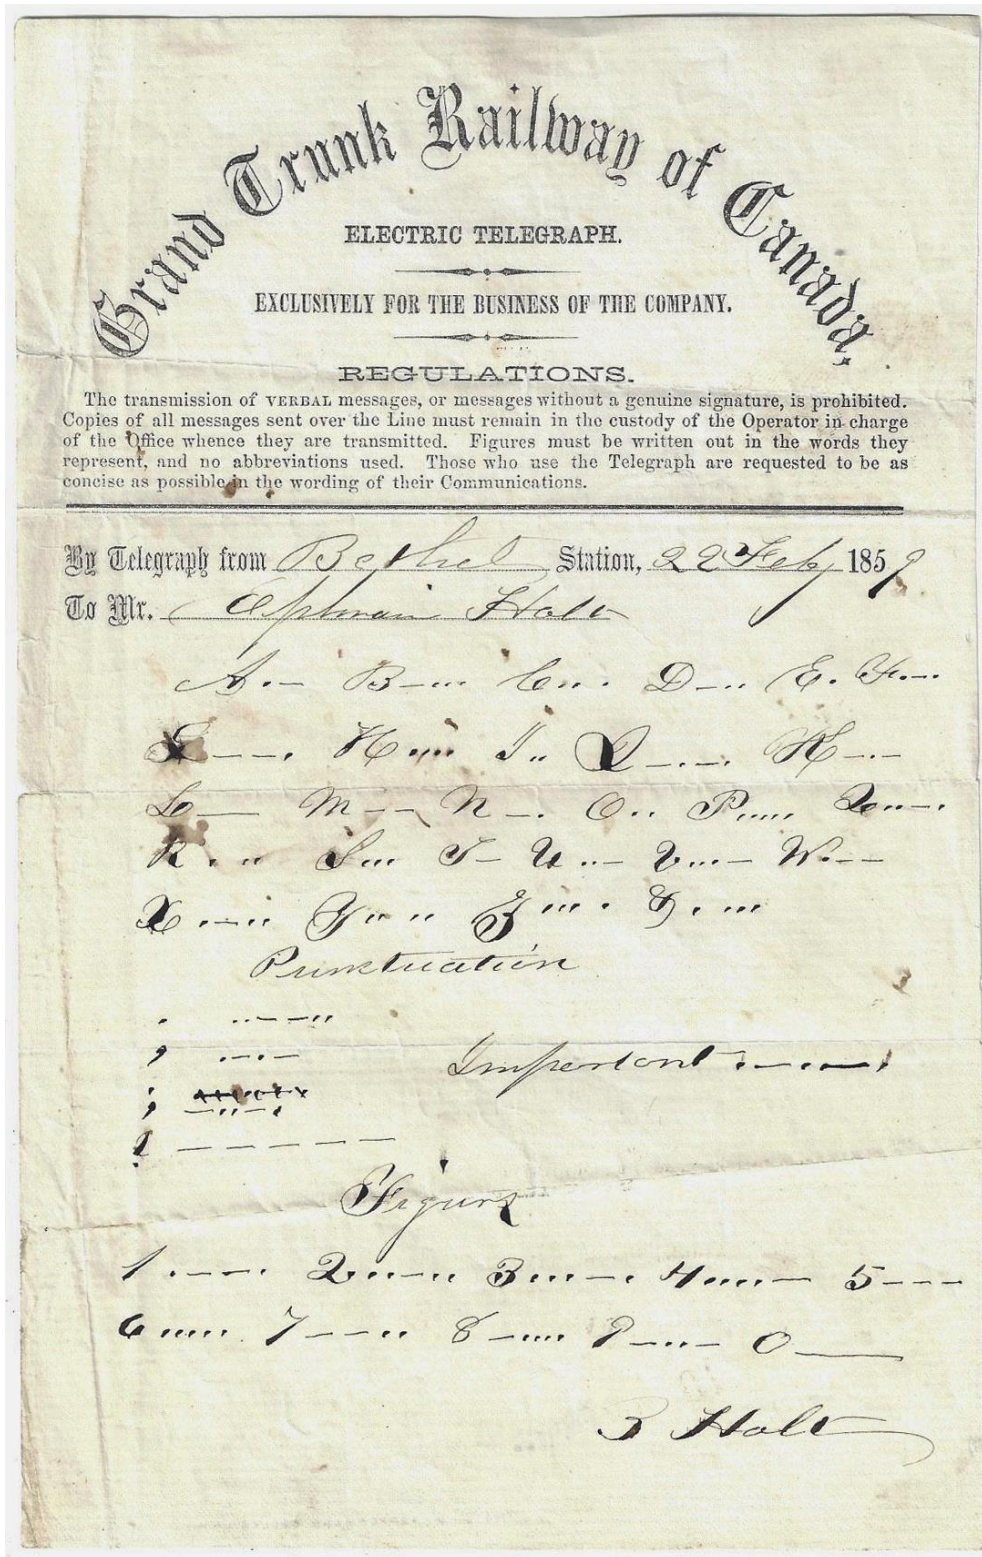 Grand Trunk Railway of Canada,
ELECTRIC TELEGRAPH.
EXCLUSIVELY FOR THE BUSINESS OF THE COMPANY.
REGULATIONS.
The transmission of VERBAL messages, or messages without a genuine signature, is prohibited.
Copies of all messages sent over the Line must remain in the custody of the Operator in charge
of the Office whence they are transmitted. Figures must be written out in the words they
represent, and no abbreviations used. Those who use the Telegraph are requested to be as
concise as possible in the wording of their Communications.
By Telegraph from Bethel Station, 22 Feby 1859
To Mr. Holt
A .- B -... C .. . D -.. E . F .-.
G --. H .... I .. J -.-. K -.-
L — M -- N -. O . . P ..... Q ..-.
R . .. S ... T - U ..- V ...- W .--
X .-.. Y .. .. Z ... . & . ...
Punctuation
. ..--..
, .-.-
; 
! -----
Important
Figurs
1 .--. 2 ..-.. 3 ...-. 4 ....- 5 ---
6 ...... 7 --.. 8 -.... 9 -..- 0 —
Holt